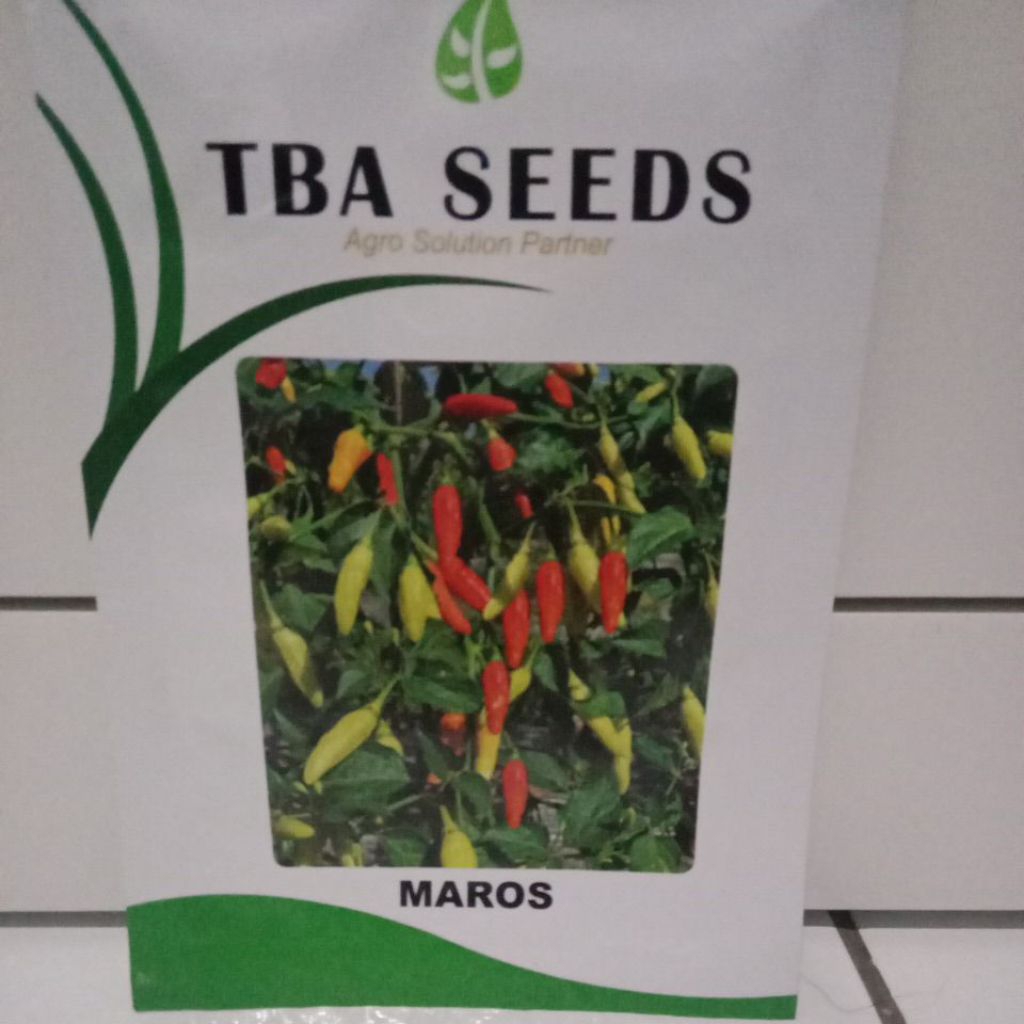 TBA SEEDS
Agro Solution Partner
MAROS